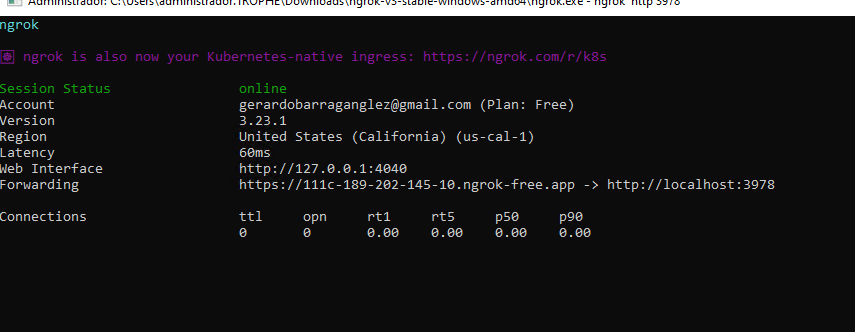 Administrador: C:\Users\administrador.TROPHE\Downloads\ngrok-v3-stable-windows-amd64\ngrok.exe - ngrok http 3978
ngrok
ngrok is also now your Kubernetes-native ingress: https://ngrok.com/r/k8s
Session Status online
Account gerardobarraganglez@gmail.com (Plan: Free)
Version 3.23.1
Region United States (California) (us-cal-1)
Latency 60ms
Web Interface http://127.0.0.1:4040
Forwarding https://111c-189-202-145-10.ngrok-free.app -> http://localhost:3978
Connections ttl opn rt1 rt5 p50 p90
0 0 0.00 0.00 0.00 0.00